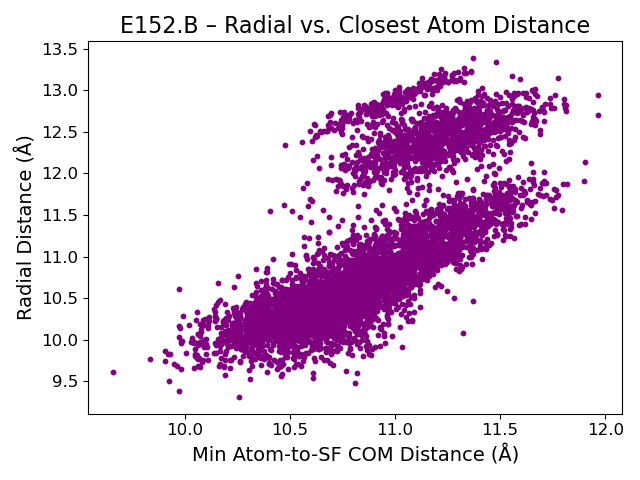 E152.B – Radial vs. Closest Atom Distance
Radial Distance (Å)
13.5
13.0
12.5
12.0
11.5
11.0
10.5
10.0
9.5
10.0 10.5 11.0 11.5 12.0
Min Atom-to-SF COM Distance (Å)